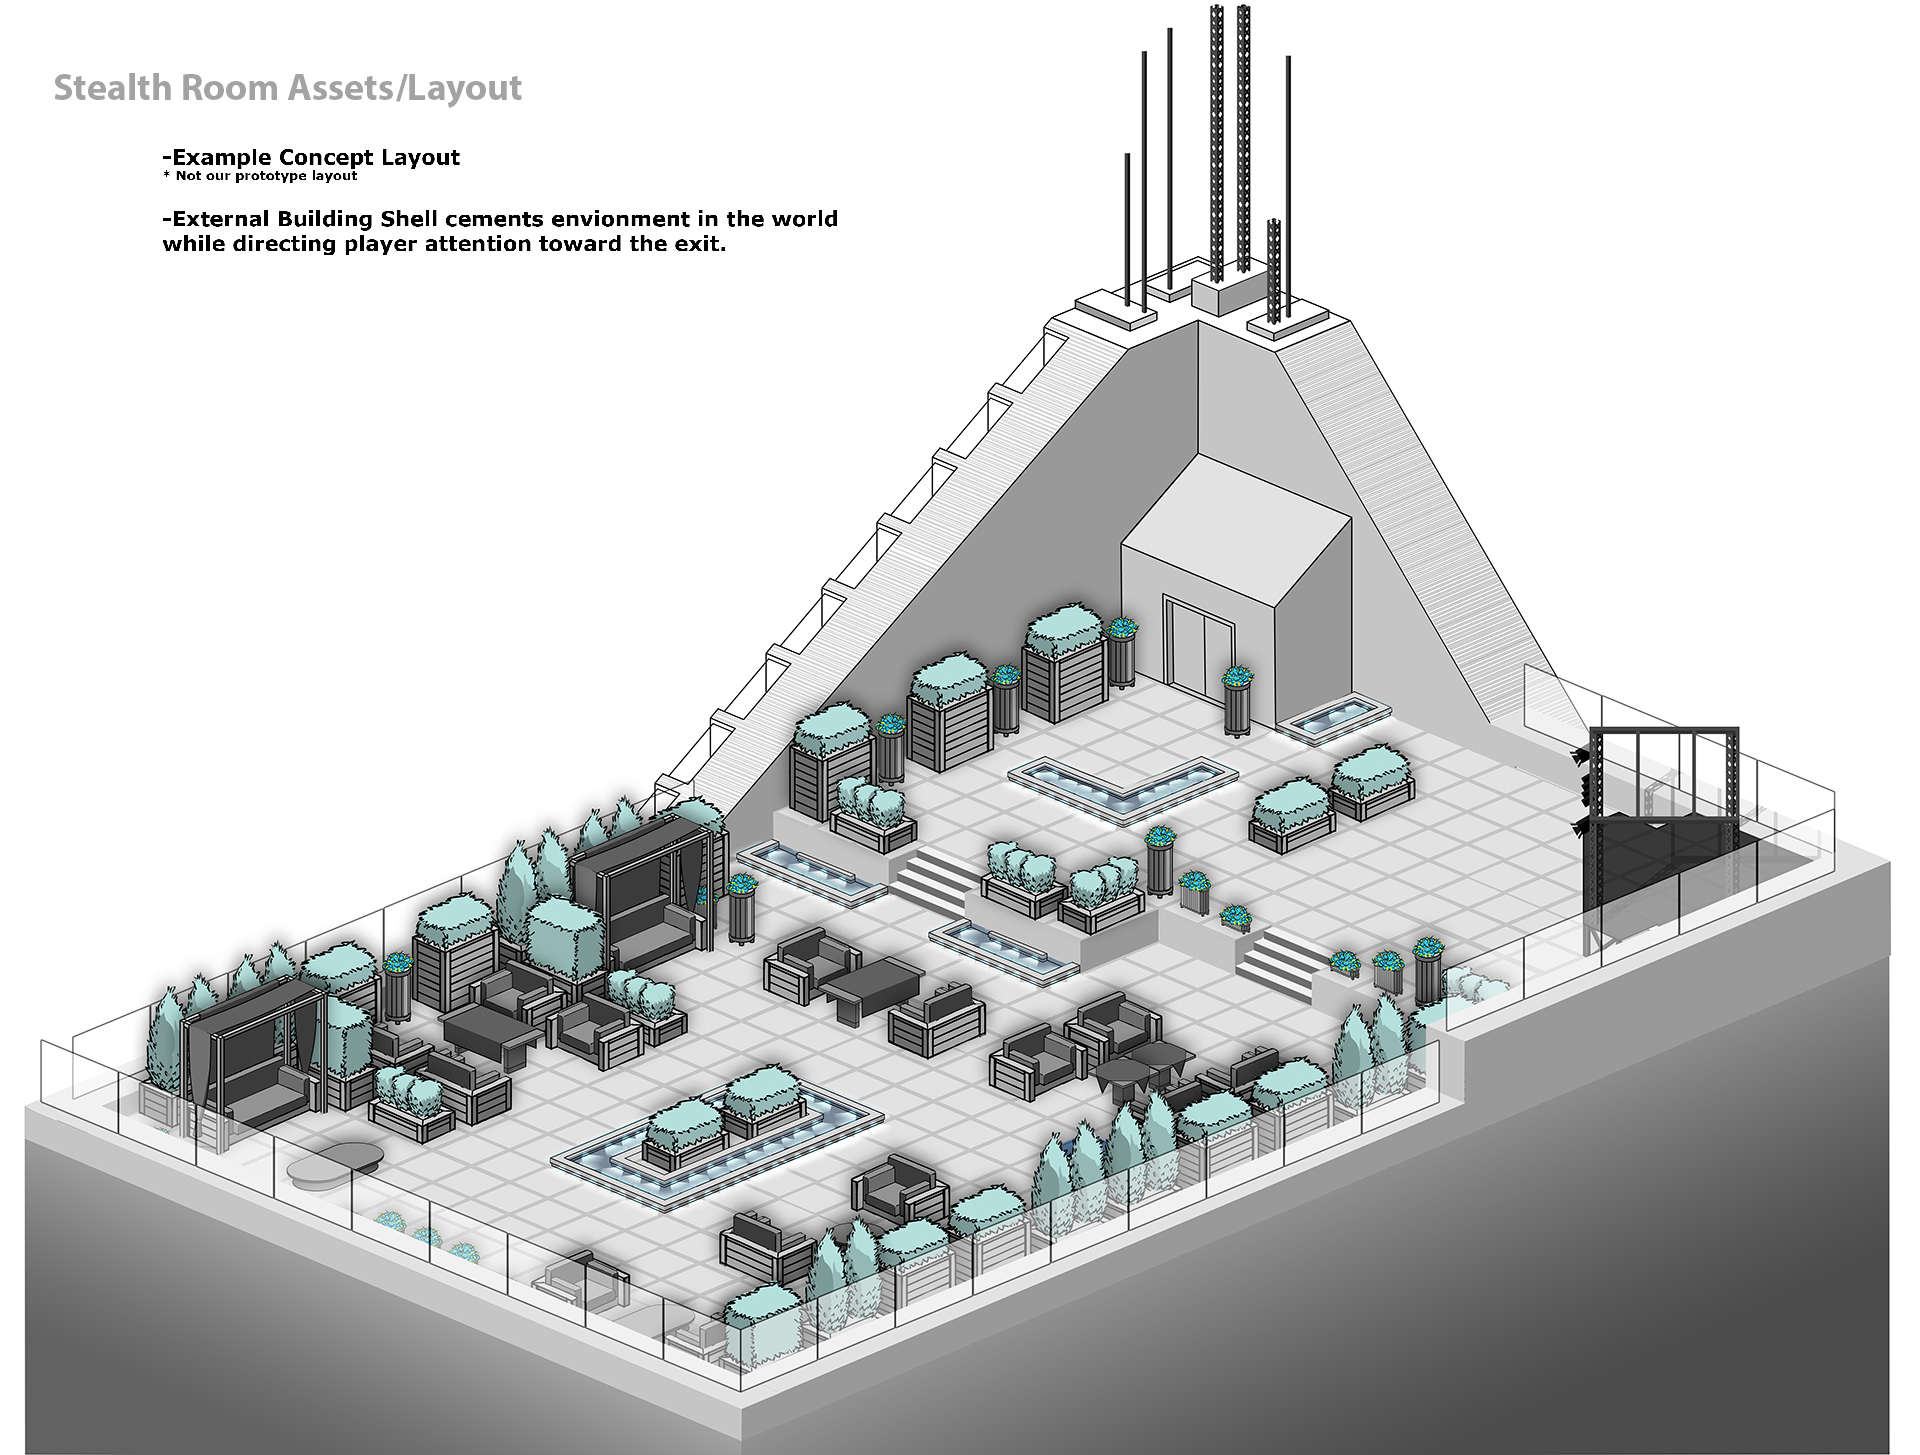 Stealth Room Assets/Layout
-Example Concept Layout
* Not our prototype layout
-External Building Shell cements envionment in the world
while directing player attention toward the exit.